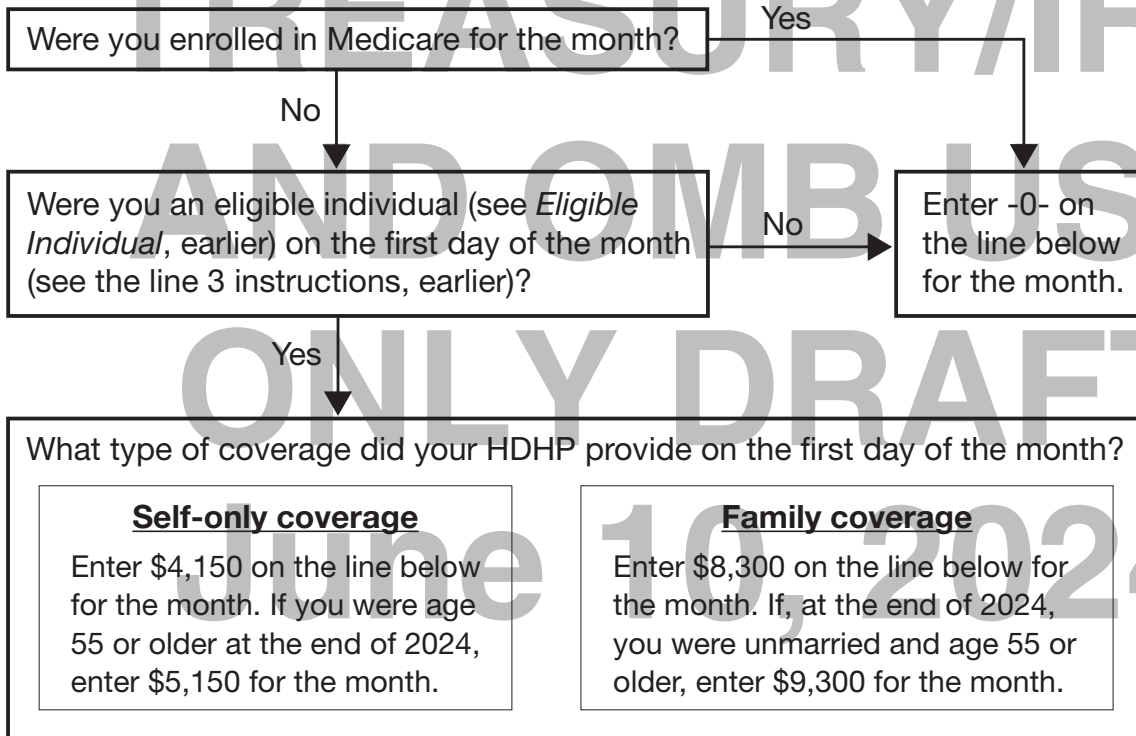 TREASURY/IR
Were you enrolled in Medicare for the month?
Yes
No
AND OMB US
Were you an eligible individual (see Eligible
Individual, earlier) on the first day of the month
(see the line 3 instructions, earlier)?
No
Enter -0- on
the line below
for the month.
Yes
ONLY DRAFT
What type of coverage did your HDHP provide on the first day of the month?
June 10, 2024
Self-only coverage
Enter $4,150 on the line below
for the month. If you were age
55 or older at the end of 2024,
enter $5,150 for the month.
Family coverage
Enter $8,300 on the line below for
the month. If, at the end of 2024,
you were unmarried and age 55 or
older, enter $9,300 for the month.